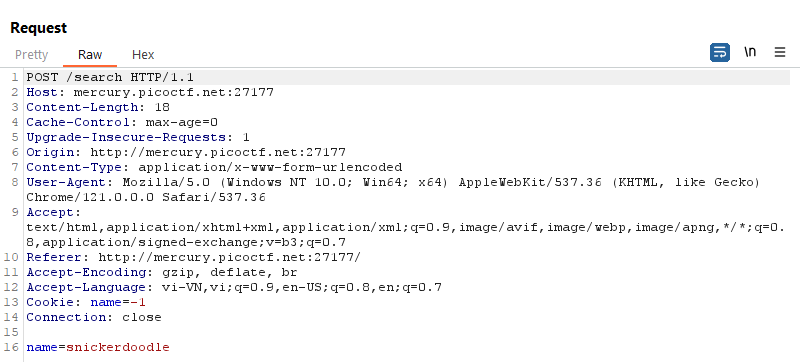 Request
Pretty Raw Hex \n
1 POST /search HTTP/1.1
2 Host: mercury.picoctf.net:27177
3 Content-Length: 18
4 Cache-Control: max-age=0
5 Upgrade-Insecure-Requests: 1
6 Origin: http://mercury.picoctf.net:27177
7 Content-Type: application/x-www-form-urlencoded
8 User-Agent: Mozilla/5.0 (Windows NT 10.0; Win64; x64) AppleWebKit/537.36 (KHTML, like Gecko)
Chrome/121.0.0.0 Safari/537.36
9 Accept:
text/html,application/xhtml+xml,application/xml;q=0.9,image/avif,image/webp,image/apng,*/*;q=0.
8,application/signed-exchange;v=b3;q=0.7
10 Referer: http://mercury.picoctf.net:27177/
11 Accept-Encoding: gzip, deflate, br
12 Accept-Language: vi-VN,vi;q=0.9,en-US;q=0.8,en;q=0.7
13 Cookie: name=-1
14 Connection: close
15
16 name=snickerdoodle